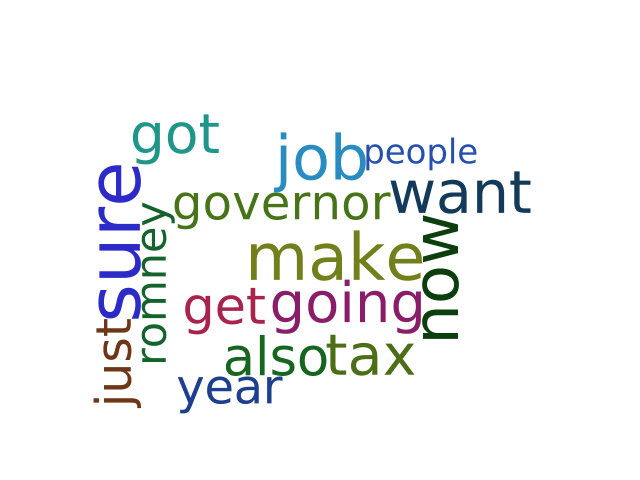 got
job
people
sure
romney
governor
want
make
now
get
going
just
also
tax
year